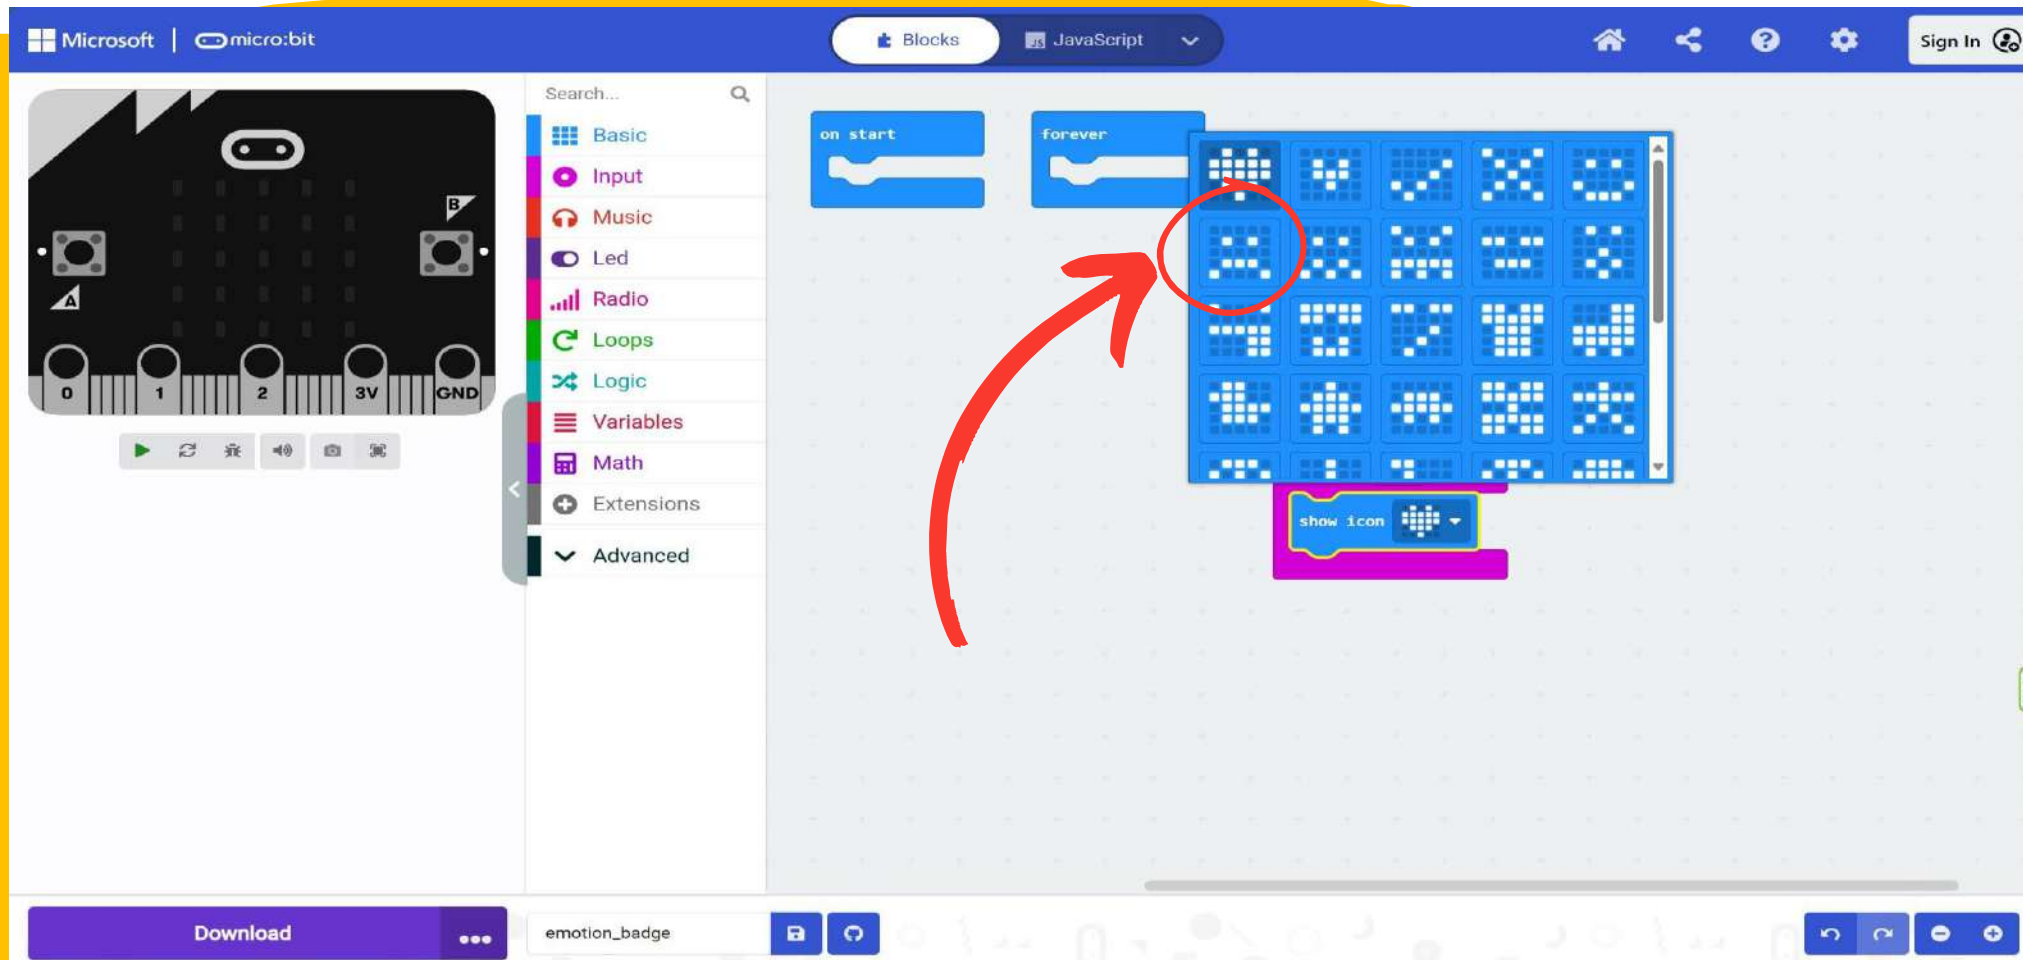 Microsoft | micro:bit
Blocks
JS JavaScript
Sign In
Search...
Basic
Input
Music
Led
Radio
Loops
Logic
Variables
Math
Extensions
Advanced
A
B
0 1 2 3V GND
on start
forever
show icon
Download
emotion_badge